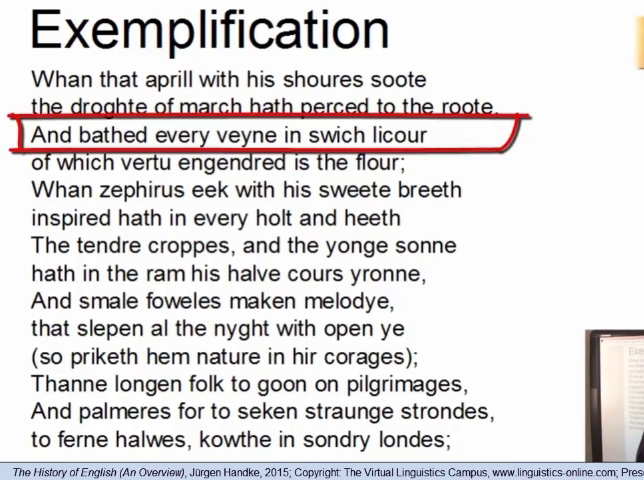 Exemplification
Whan that aprill with his shoures soote
the droghte of march hath perced to the roote,
And bathed every veyne in swich licour
of which vertu engendred is the flour;
Whan zephirus eek with his sweete breeth
inspired hath in every holt and heeth
The tendre croppes, and the yonge sonne
hath in the ram his halve cours yronne,
And smale foweles maken melodye,
that slepen al the nyght with open ye
(so priketh hem nature in hir corages);
Thanne longen folk to goon on pilgrimages,
And palmeres for to seken straunge strondes,
to ferne halwes, kowthe in sondry londes;
The History of English (An Overview), Jürgen Handke, 2015; Copyright: The Virtual Linguistics Campus, www.linguistics-online.com; Pres